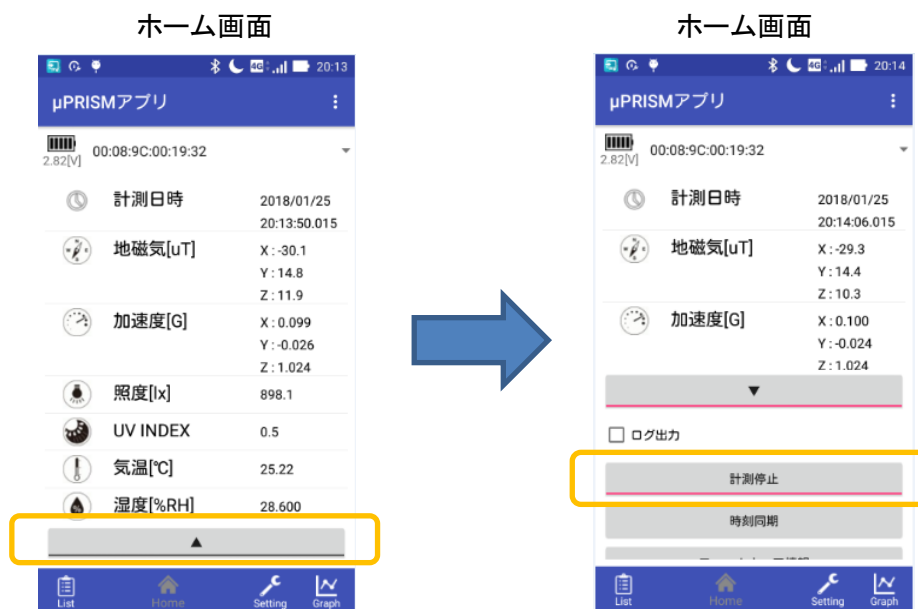 ホーム画面
20:13
μPRISMアプリ
2.82[V]
00:08:9C:00:19:32
計測日時
2018/01/25
20:13:50.015
地磁気[uT]
X : -30.1
Y : 14.8
Z : 11.9
加速度[G]
X : 0.099
Y : -0.026
Z : 1.024
照度[lx]
898.1
UV INDEX
0.5
気温[℃]
25.22
湿度[%RH]
28.600
▲
List
Home
Setting
Graph
ホーム画面
4G
20:14
μPRISMアプリ
2.82[V]
00:08:9C:00:19:32
計測日時
2018/01/25
20:14:06.015
地磁気[uT]
X : -29.3
Y : 14.4
Z : 10.3
加速度[G]
X : 0.100
Y : -0.024
Z : 1.024
▼
ログ出力
計測停止
時刻同期
List
Home
Setting
Graph